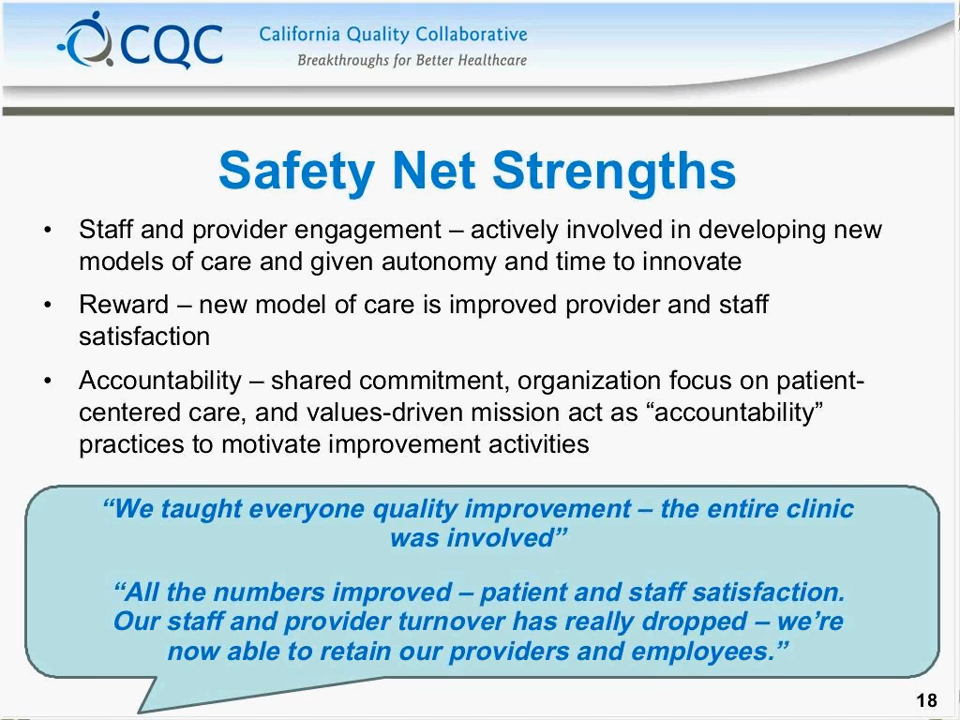 CQC
California Quality Collaborative
Breakthroughs for Better Healthcare
Safety Net Strengths
• Staff and provider engagement – actively involved in developing new
models of care and given autonomy and time to innovate
• Reward – new model of care is improved provider and staff
satisfaction
• Accountability – shared commitment, organization focus on patient-
centered care, and values-driven mission act as “accountability”
practices to motivate improvement activities
“We taught everyone quality improvement – the entire clinic
was involved”
“All the numbers improved – patient and staff satisfaction.
Our staff and provider turnover has really dropped – we’re
now able to retain our providers and employees.”
18